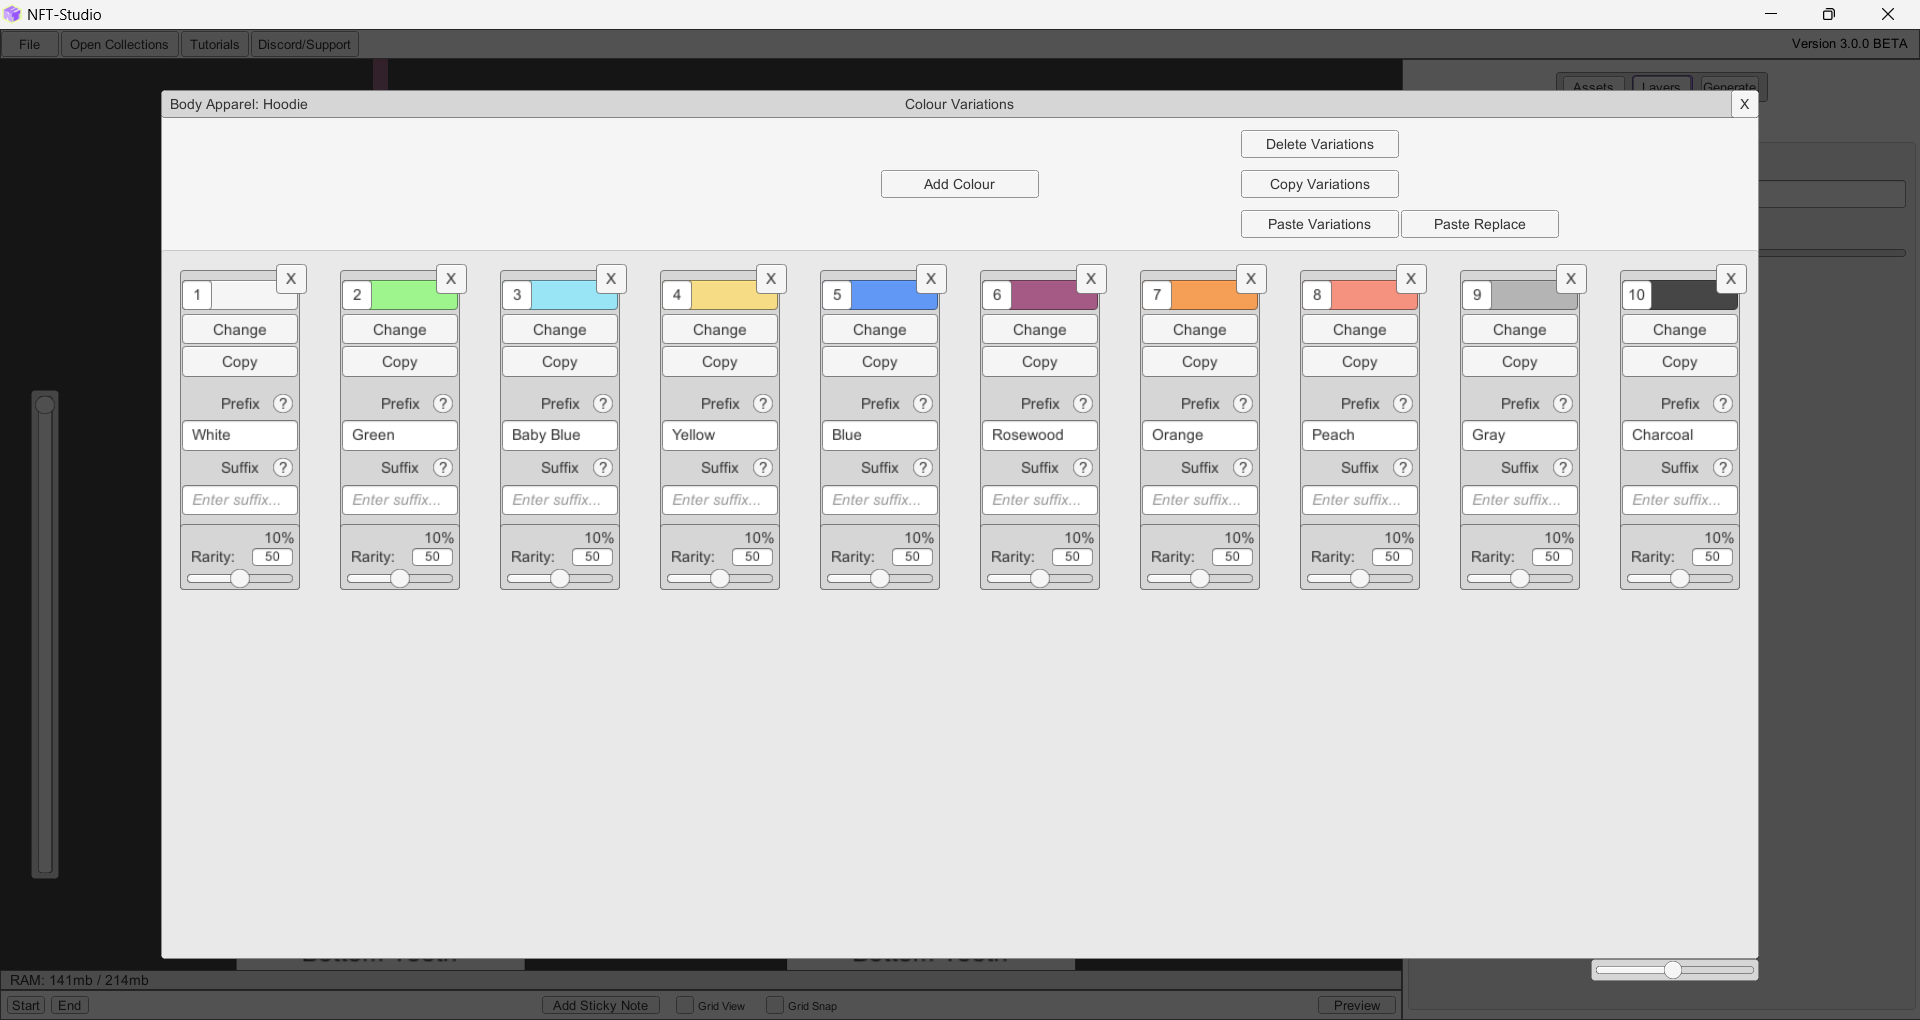 NFT-Studio
File Open Collections Tutorials Discord/Support Version 3.0.0 BETA
Assets Layers Generate
Body Apparel: Hoodie Colour Variations X
Delete Variations
Add Colour Copy Variations
Paste Variations Paste Replace
X X X X X X X X X X
1 2 3 4 5 6 7 8 9 10
Change Change Change Change Change Change Change Change Change Change
Copy Copy Copy Copy Copy Copy Copy Copy Copy Copy
Prefix ? Prefix ? Prefix ? Prefix ? Prefix ? Prefix ? Prefix ? Prefix ? Prefix ? Prefix ?
White Green Baby Blue Yellow Blue Rosewood Orange Peach Gray Charcoal
Suffix ? Suffix ? Suffix ? Suffix ? Suffix ? Suffix ? Suffix ? Suffix ? Suffix ? Suffix ?
Enter suffix... Enter suffix... Enter suffix... Enter suffix... Enter suffix... Enter suffix... Enter suffix... Enter suffix... Enter suffix... Enter suffix...
10% 10% 10% 10% 10% 10% 10% 10% 10% 10%
Rarity: 50 Rarity: 50 Rarity: 50 Rarity: 50 Rarity: 50 Rarity: 50 Rarity: 50 Rarity: 50 Rarity: 50 Rarity: 50
RAM: 141mb / 214mb
Start End Add Sticky Note Grid View Grid Snap Preview